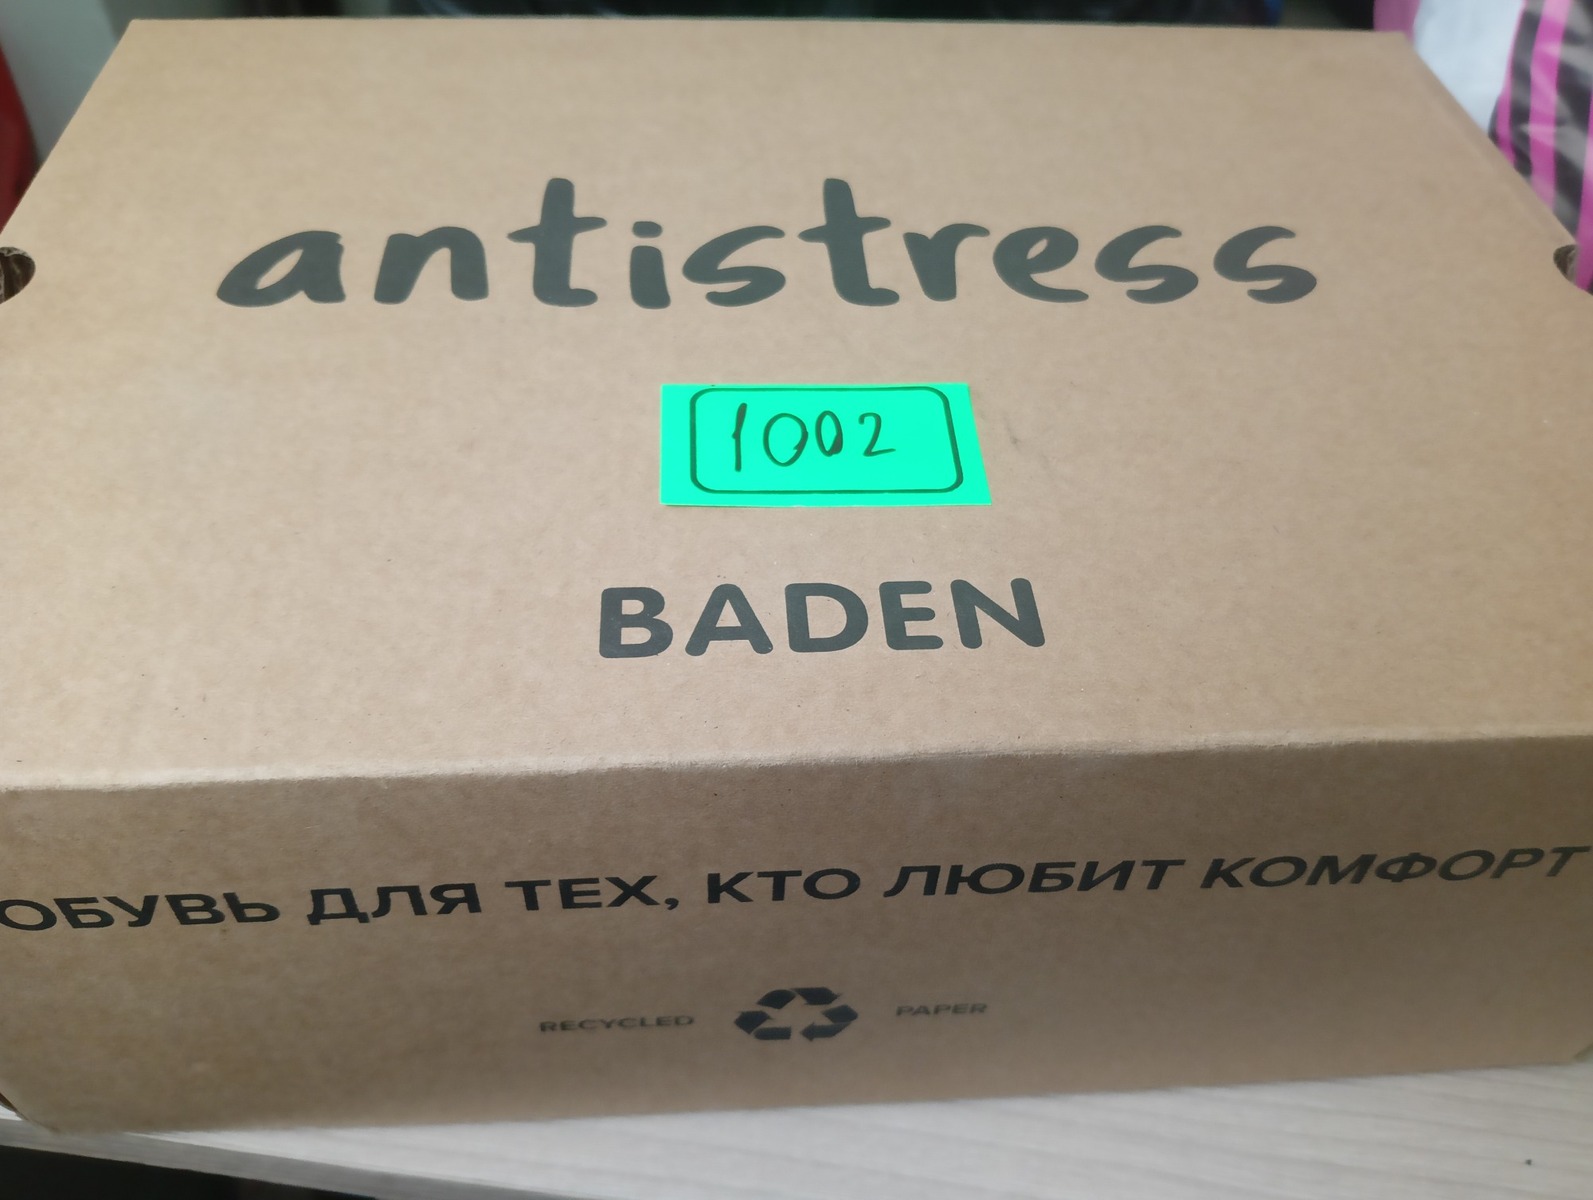 antistress
1002
BADEN
ОБУВЬ ДЛЯ ТЕХ, КТО ЛЮБИТ КОМФОРТ
RECYCLED PAPER